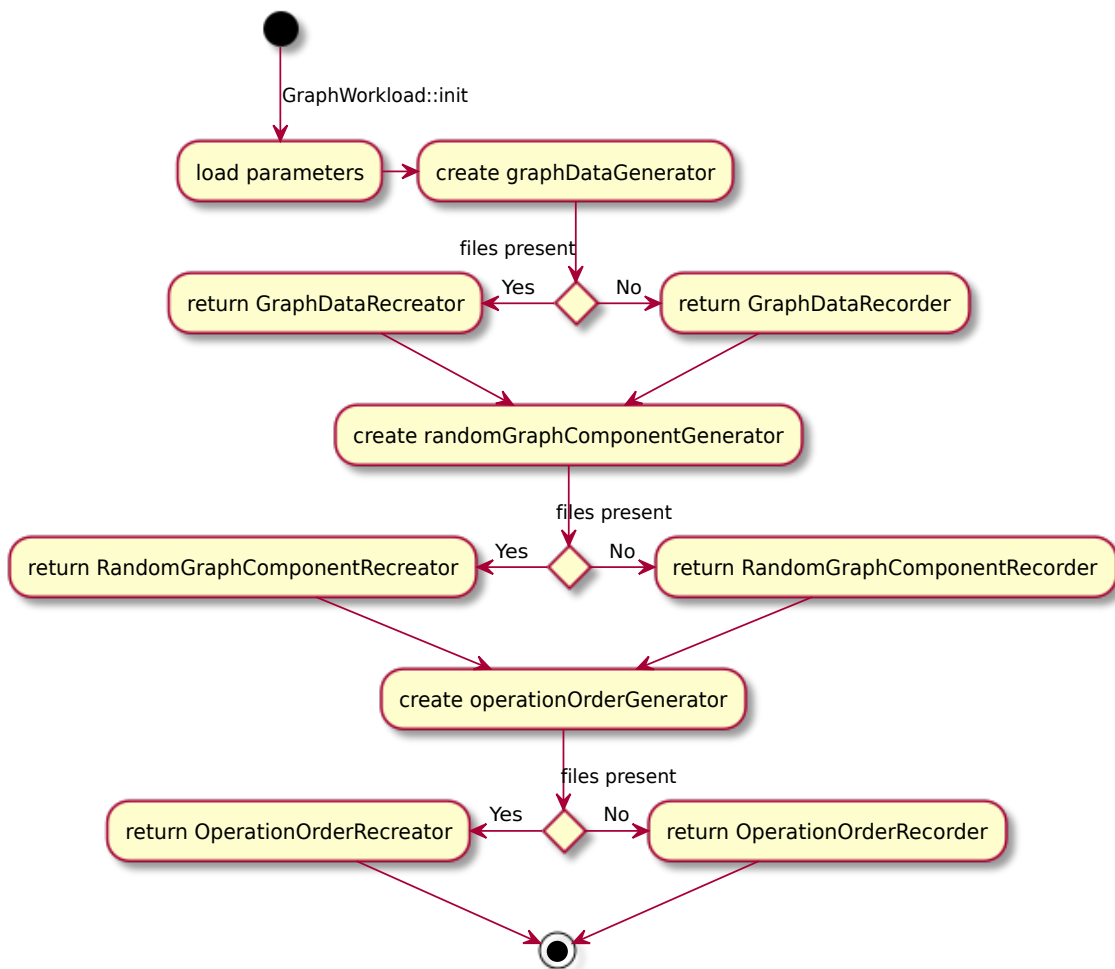 GraphWorkload::init
load parameters
create graphDataGenerator
files present
Yes
No
return GraphDataRecreator
return GraphDataRecorder
create randomGraphComponentGenerator
files present
Yes
No
return RandomGraphComponentRecreator
return RandomGraphComponentRecorder
create operationOrderGenerator
files present
Yes
No
return OperationOrderRecreator
return OperationOrderRecorder